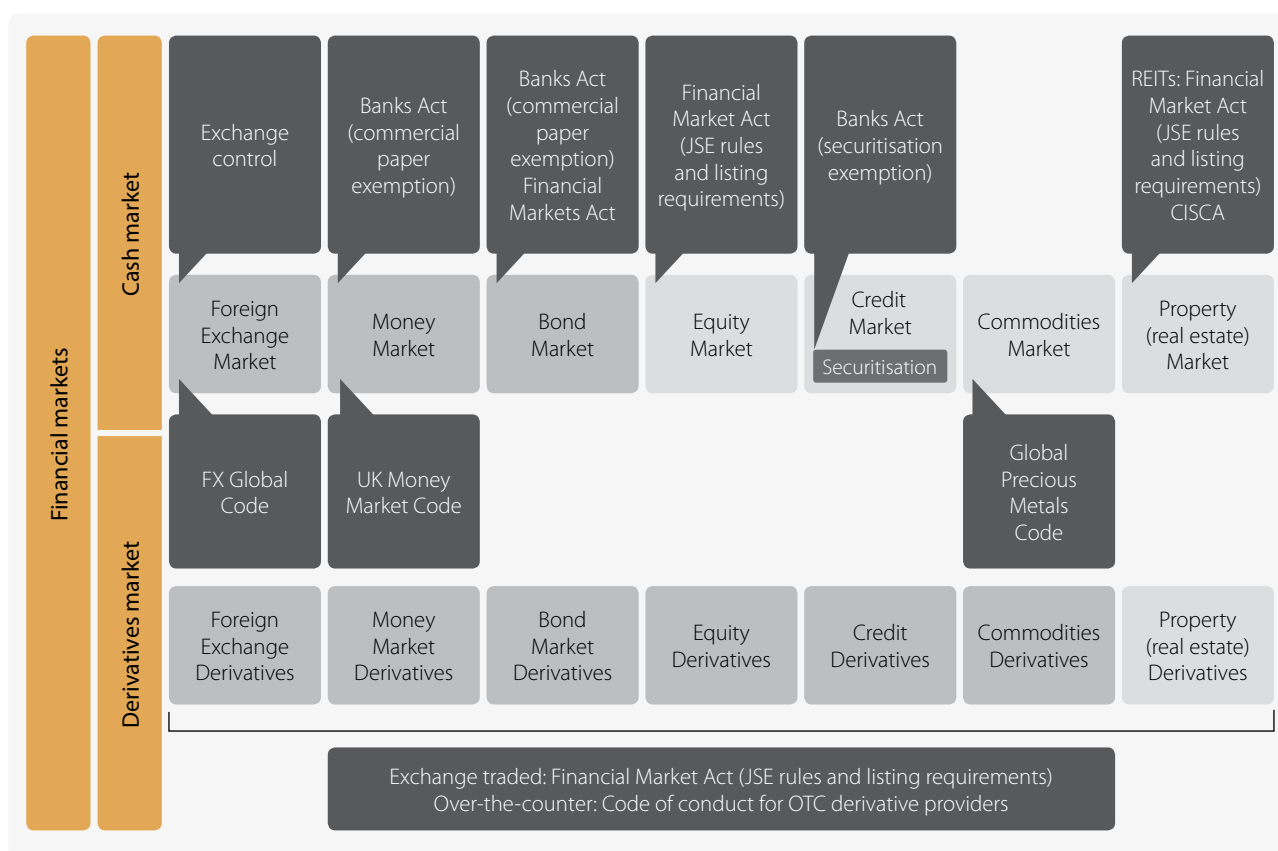 Financial markets
Cash market
Exchange
control
Banks Act
(commercial
paper
exemption)
Banks Act
(commercial
paper
exemption)
Financial
Markets Act
Financial
Market Act
(JSE rules
and listing
requirements)
Banks Act
(securitisation
exemption)
REITs: Financial
Market Act
(JSE rules
and listing
requirements)
CISCA
Foreign
Exchange
Market
Money
Market
Bond
Market
Equity
Market
Credit
Market
Securitisation
Commodities
Market
Property
(real estate)
Market
FX Global
Code
UK Money
Market Code
Global
Precious
Metals
Code
Derivatives market
Foreign
Exchange
Derivatives
Money
Market
Derivatives
Bond
Market
Derivatives
Equity
Derivatives
Credit
Derivatives
Commodities
Derivatives
Property
(real estate)
Derivatives
Exchange traded: Financial Market Act (JSE rules and listing requirements)
Over-the-counter: Code of conduct for OTC derivative providers